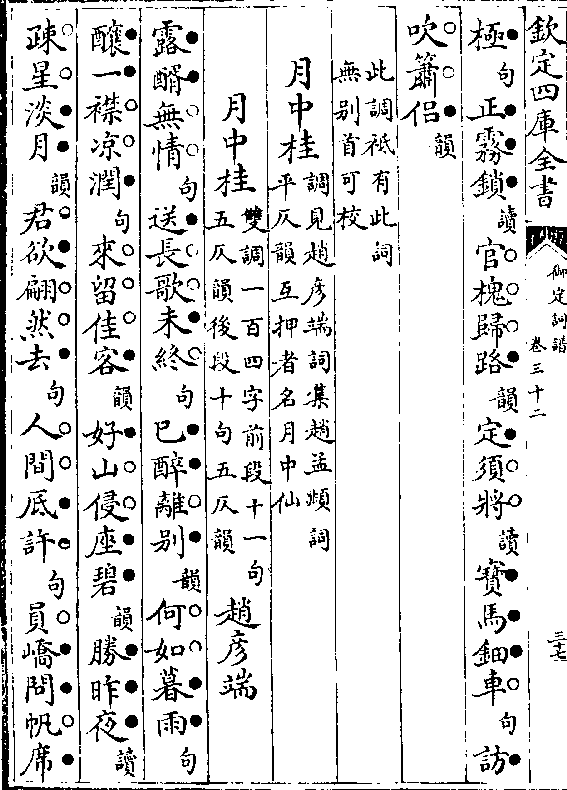 欽定四庫全書
御定詞譜 卷三十二
三十七
極句正霧鎖讀官槐歸路韻定須將讀寶馬鈿車句訪
吹簫侶韻
此調祗有此詞
無别首可校
月中桂調見趙彦端詞集趙孟頫詞
平仄韻互押者名月中仙
月中桂雙調一百四字前段十一句
五仄韻後段十句五仄韻 趙彦端
露醑無情句送長歌未終句已醉離别韻何如暮雨句
釀一襟凉潤句來留佳客韻好山侵座碧韻勝昨夜讀
疎星淡月韻君欲翩然去句人間底許句員嶠問帆席